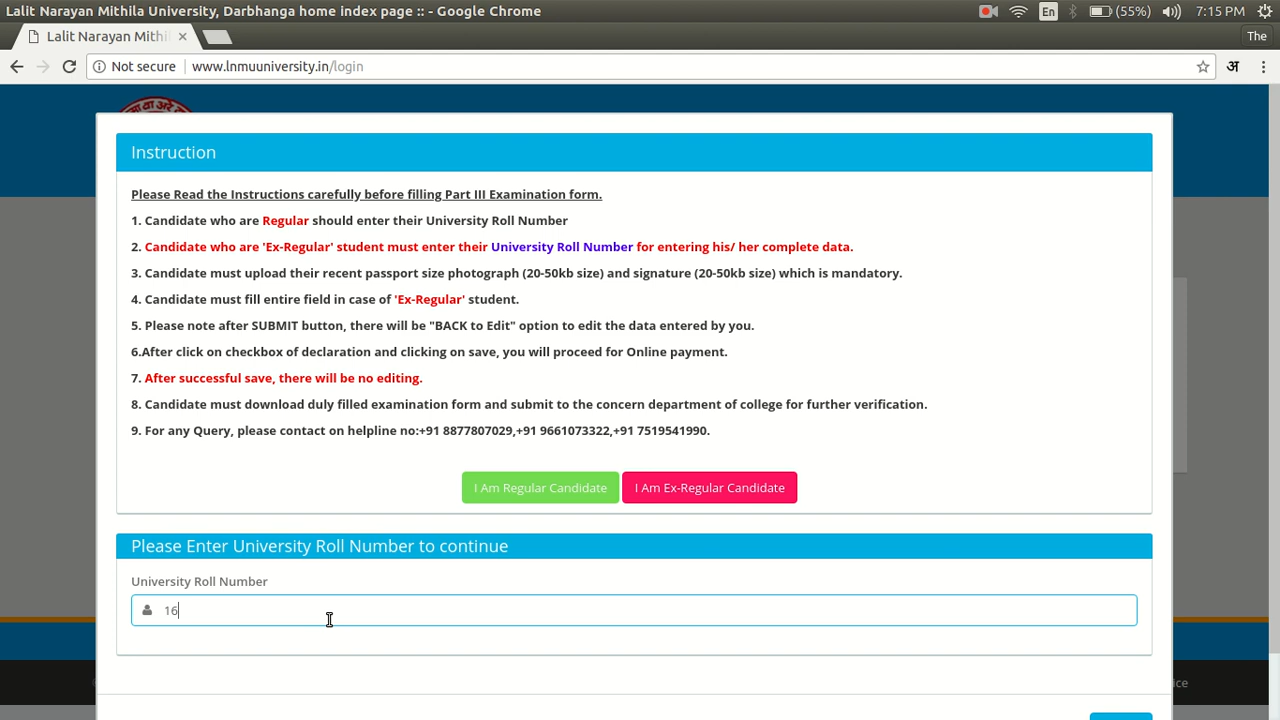 Lalit Narayan Mithila University, Darbhanga home index page :: - Google Chrome
En
(55%)
7:15 PM
Lalit Narayan Mithi
The
Not secure
www.lnmuuniversity.in/login
अ
Instruction
Please Read the Instructions carefully before filling Part III Examination form.
1. Candidate who are Regular should enter their University Roll Number
2. Candidate who are 'Ex-Regular' student must enter their University Roll Number for entering his/ her complete data.
3. Candidate must upload their recent passport size photograph (20-50kb size) and signature (20-50kb size) which is mandatory.
4. Candidate must fill entire field in case of 'Ex-Regular' student.
5. Please note after SUBMIT button, there will be "BACK to Edit" option to edit the data entered by you.
6.After click on checkbox of declaration and clicking on save, you will proceed for Online payment.
7. After successful save, there will be no editing.
8. Candidate must download duly filled examination form and submit to the concern department of college for further verification.
9. For any Query, please contact on helpline no:+91 8877807029,+91 9661073322,+91 7519541990.
I Am Regular Candidate
I Am Ex-Regular Candidate
Please Enter University Roll Number to continue
University Roll Number
16
ice